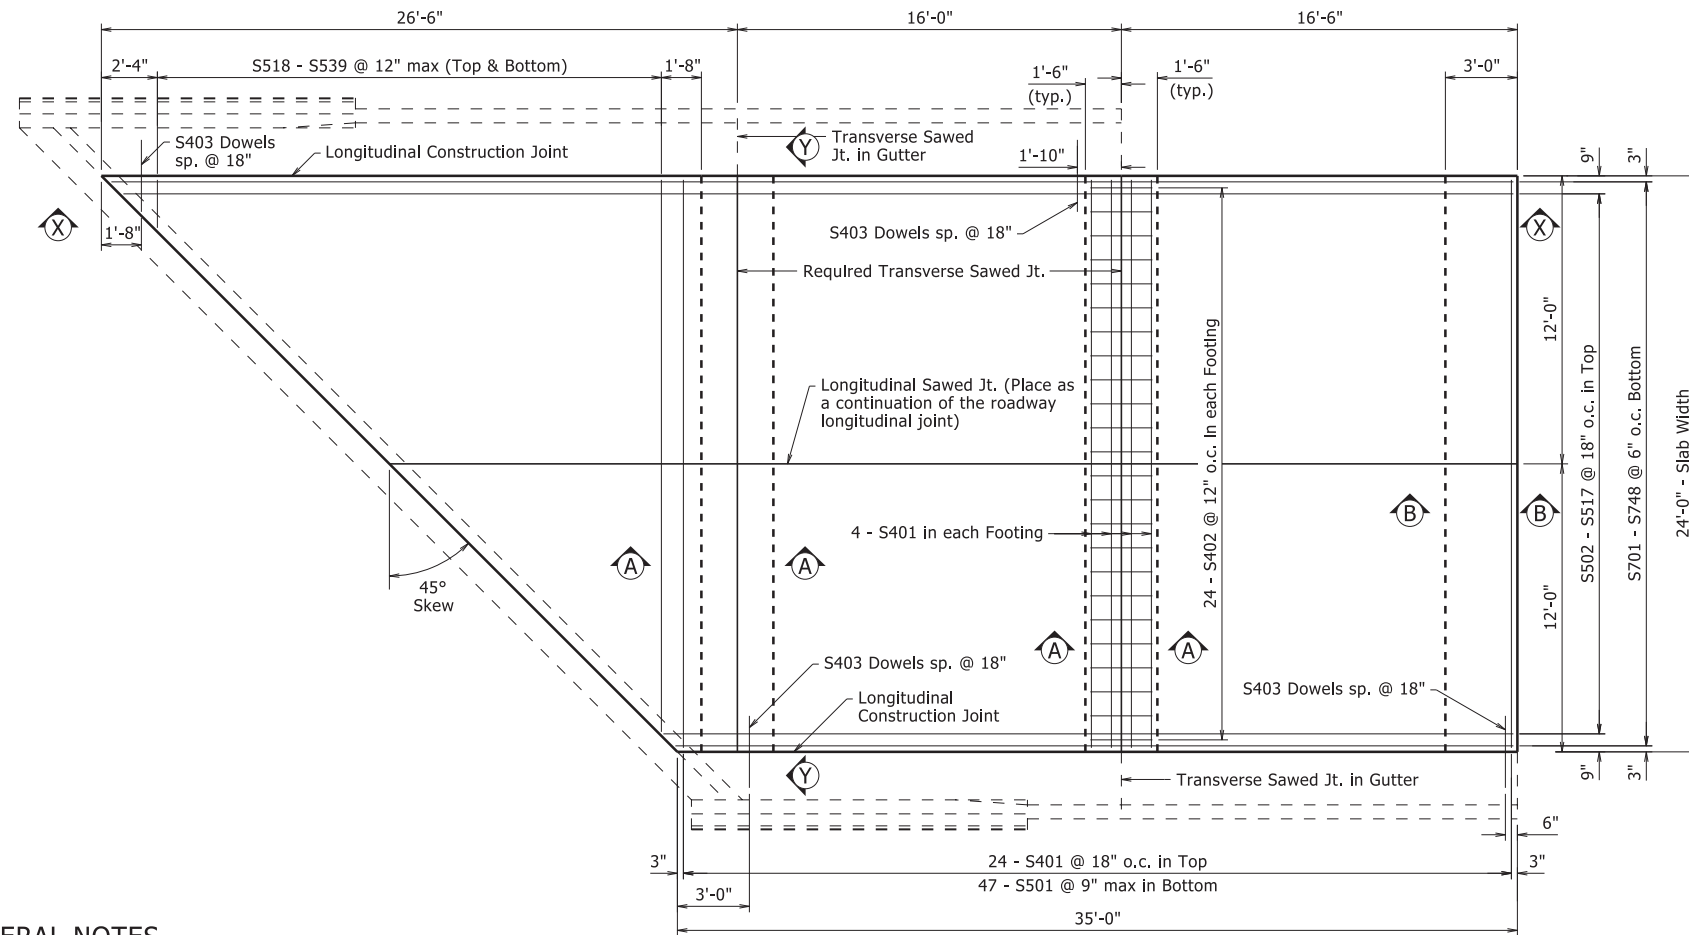 26'-6"
16'-0"
16'-6"
2'-4"
S518 - S539 @ 12" max (Top & Bottom)
1'-8"
1'-6"
(typ.)
1'-6"
(typ.)
3'-0"
S403 Dowels
sp. @ 18"
Longitudinal Construction Joint
Y
Transverse Sawed
Jt. in Gutter
1'-10"
9"
3"
X
1'-8"
S403 Dowels sp. @ 18"
X
Required Transverse Sawed Jt.
12'-0"
Longitudinal Sawed Jt. (Place as
a continuation of the roadway
longitudinal joint)
24 - S402 @ 12" o.c. in each Footing
S502 - S517 @ 18" o.c. in Top
S701 - S748 @ 6" o.c. Bottom
24'-0" - Slab Width
B
B
4 - S401 in each Footing
A
A
45°
Skew
12'-0"
A
A
S403 Dowels sp. @ 18"
S403 Dowels sp. @ 18"
Longitudinal
Construction Joint
Y
Transverse Sawed Jt. in Gutter
9"
3"
6"
3"
24 - S401 @ 18" o.c. in Top
3"
47 - S501 @ 9" max in Bottom
3'-0"
35'-0"
ERAL NOTES